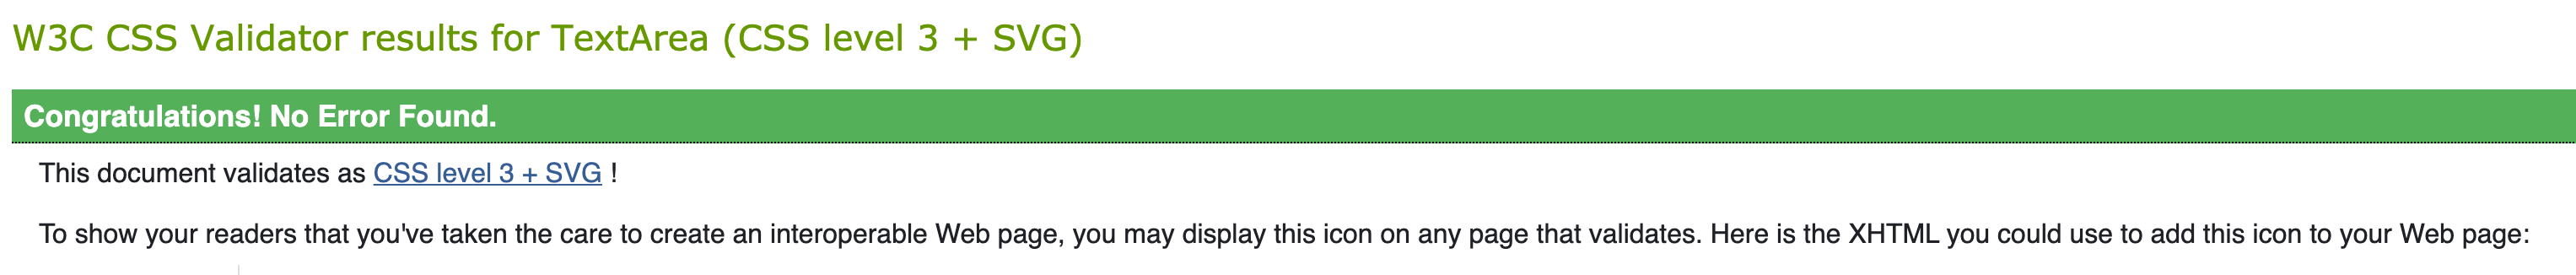 W3C CSS Validator results for TextArea (CSS level 3 + SVG)
Congratulations! No Error Found.
This document validates as CSS level 3 + SVG !
To show your readers that you've taken the care to create an interoperable Web page, you may display this icon on any page that validates. Here is the XHTML you could use to add this icon to your Web page: